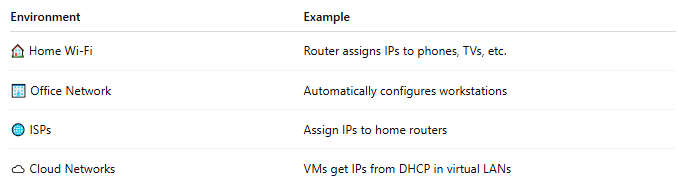 Environment Example
🏠 Home Wi-Fi Router assigns IPs to phones, TVs, etc.
🏢 Office Network Automatically configures workstations
🌐 ISPs Assign IPs to home routers
☁ Cloud Networks VMs get IPs from DHCP in virtual LANs